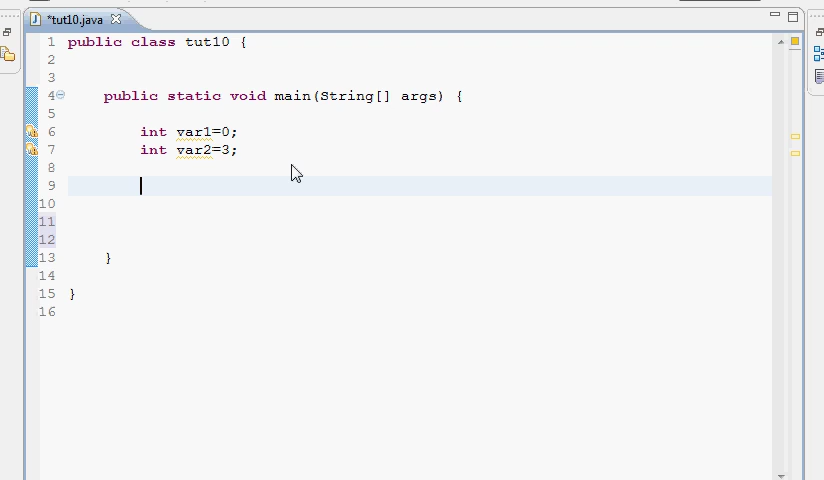 *tut10.java
1 public class tut10 {
2
3
4 public static void main(String[] args) {
5
6 int var1=0;
7 int var2=3;
8
9
10
11
12
13 }
14
15 }
16